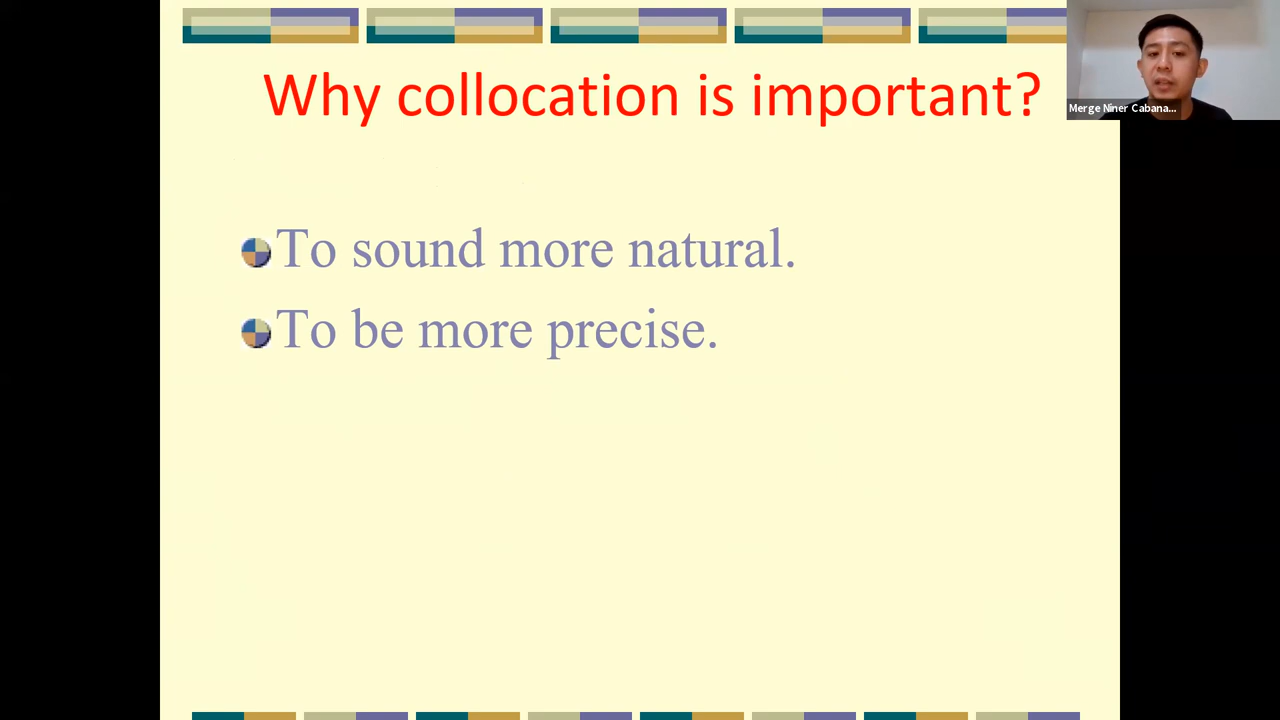 Why collocation is important?
Merge Niner Cabana...
To sound more natural.
To be more precise.